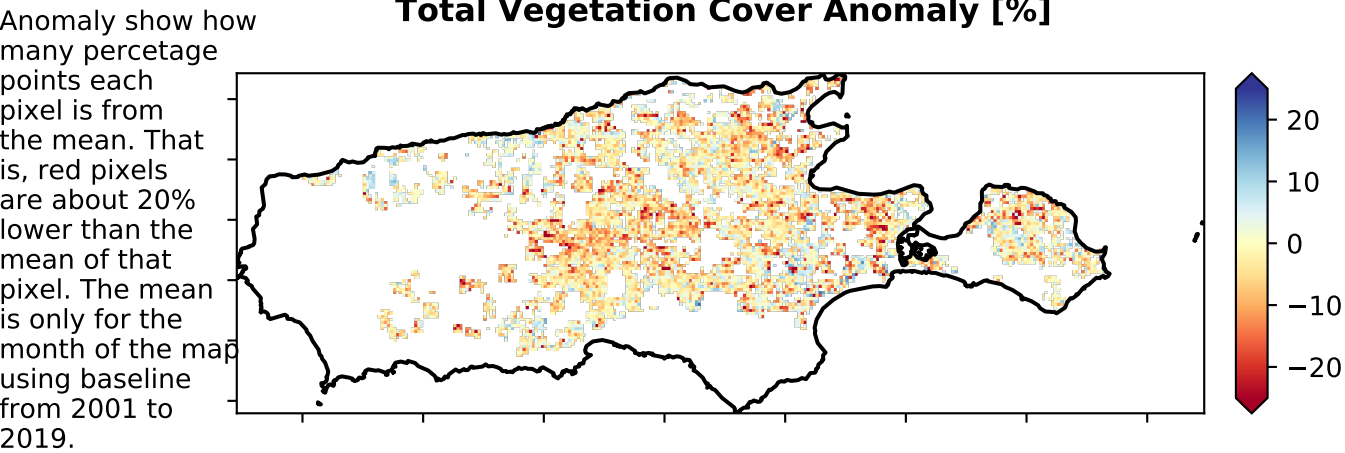 Total Vegetation Cover Anomaly [%]
Anomaly show how
many percetage
points each
pixel is from
the mean. That
is, red pixels
are about 20%
lower than the
mean of that
pixel. The mean
is only for the
month of the map
using baseline
from 2001 to
2019.
20
10
0
−10
−20